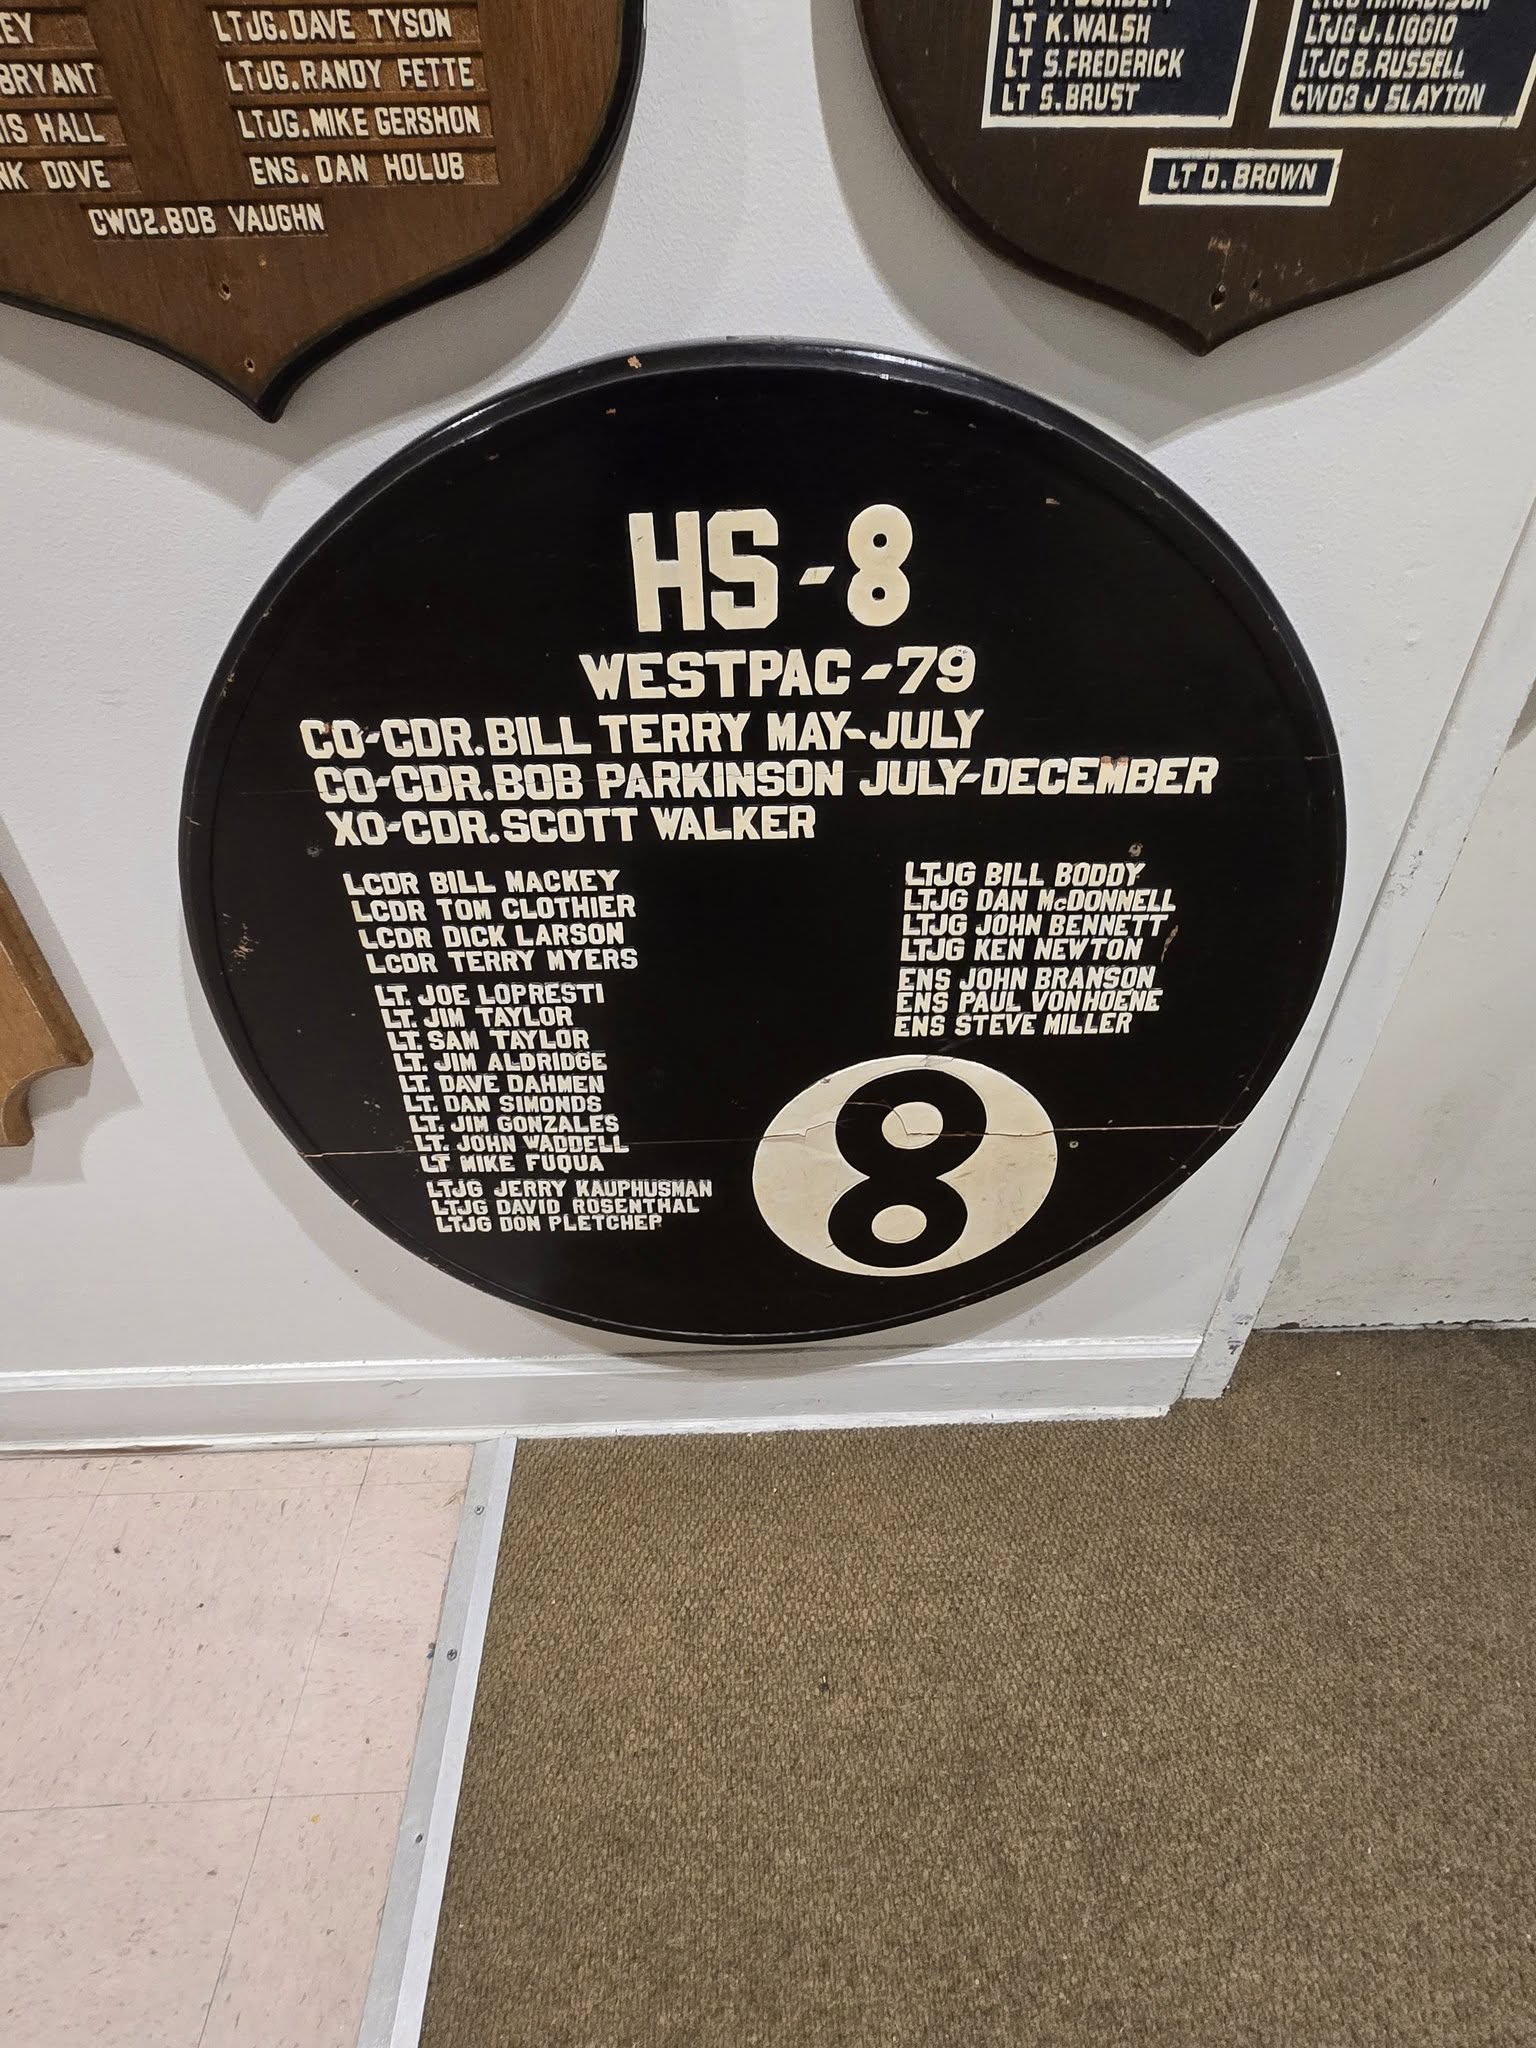 LTJG. DAVE TYSON
BRYANT LTJG. RANDY FETTE
HALL LTJG. MIKE GERSHON
DOVE ENS. DAN HOLUB
CWO2. BOB VAUGHN
LT K. WALSH
LT S. FREDERICK
LT S. BRUST
LTJG J. LIGGIO
LTJG B. RUSSELL
CWO3 J SLAYTON
LT D. BROWN
HS-8
WESTPAC-79
CO-CDR. BILL TERRY MAY-JULY
CO-CDR. BOB PARKINSON JULY-DECEMBER
XO-CDR. SCOTT WALKER
LCDR BILL MACKEY
LCDR TOM CLOTHIER
LCDR DICK LARSON
LCDR TERRY MYERS
LT. JOE LOPRESTI
LT. JIM TAYLOR
LT. SAM TAYLOR
LT. JIM ALDRIDGE
LT. DAVE DAHMEN
LT. DAN SIMONDS
LT. JIM GONZALES
LT. JOHN WADDELL
LT MIKE FUQUA
LTJG JERRY KAUPHUSMAN
LTJG DAVID ROSENTHAL
LTJG DON PLETCHER
LTJG BILL BODDY
LTJG DAN McDONNELL
LTJG JOHN BENNETT
LTJG KEN NEWTON
ENS JOHN BRANSON
ENS PAUL VONHOENE
ENS STEVE MILLER
8